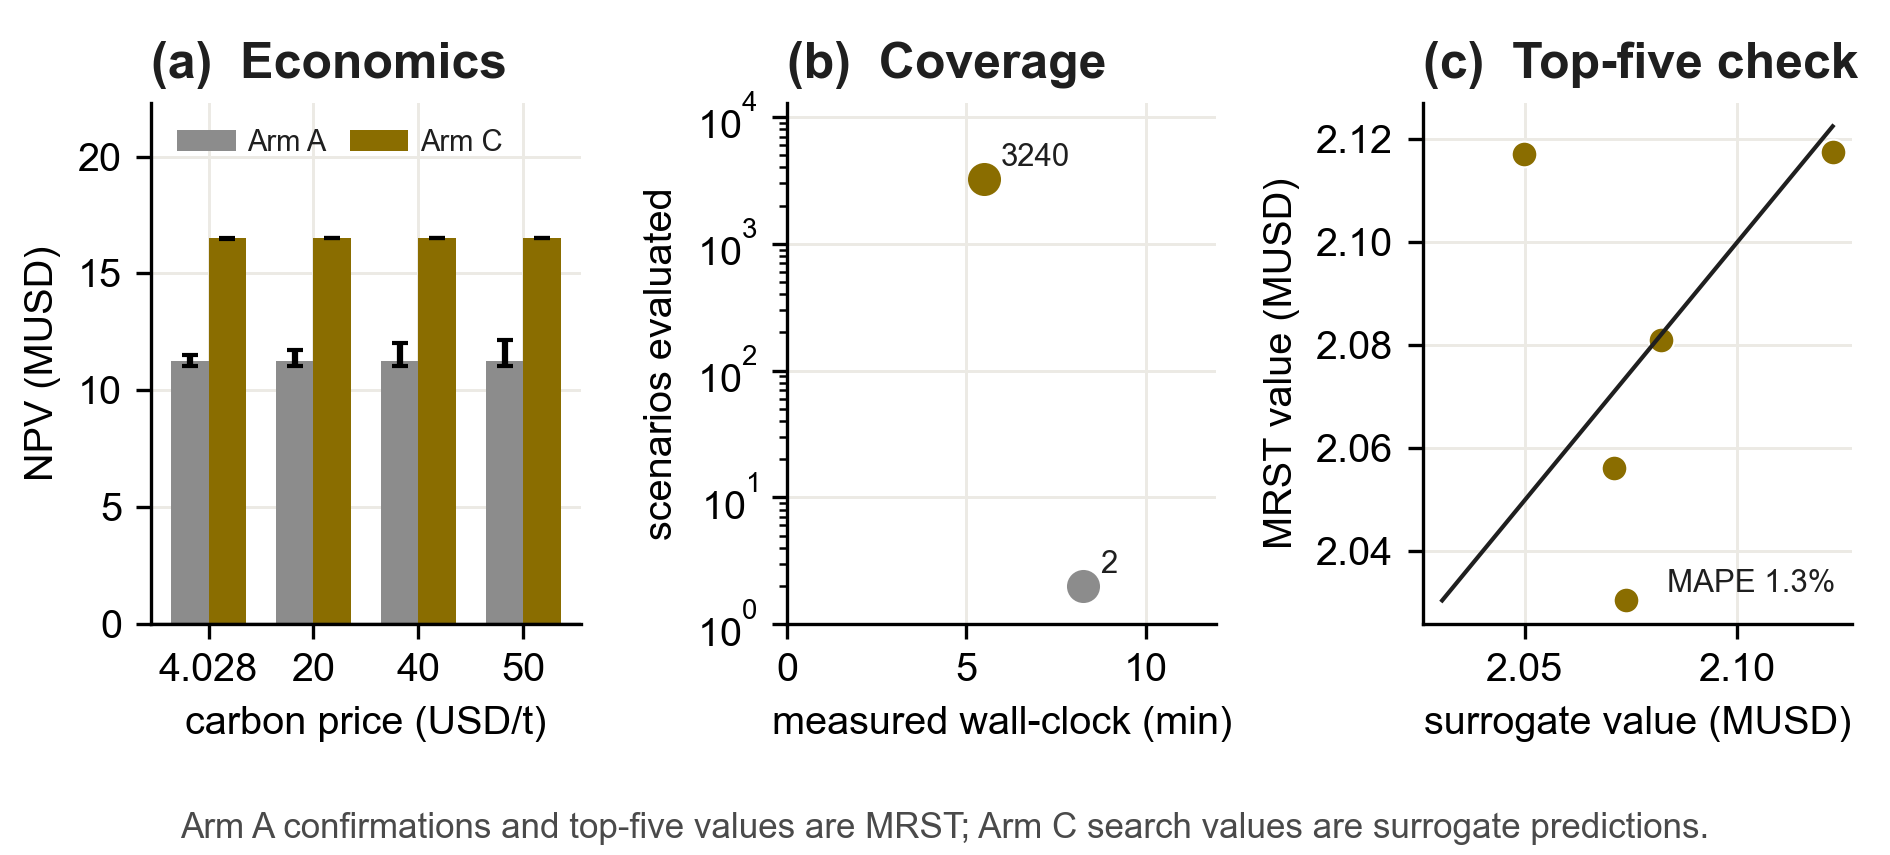 (a) Economics
Arm A
Arm C
20
15
10
5
0
NPV (MUSD)
4.028
20
40
50
carbon price (USD/t)
(b) Coverage
10^4
10^3
10^2
10^1
10^0
scenarios evaluated
3240
2
0
5
10
measured wall-clock (min)
(c) Top-five check
2.12
2.10
2.08
2.06
2.04
MRST value (MUSD)
MAPE 1.3%
2.05
2.10
surrogate value (MUSD)
Arm A confirmations and top-five values are MRST; Arm C search values are surrogate predictions.